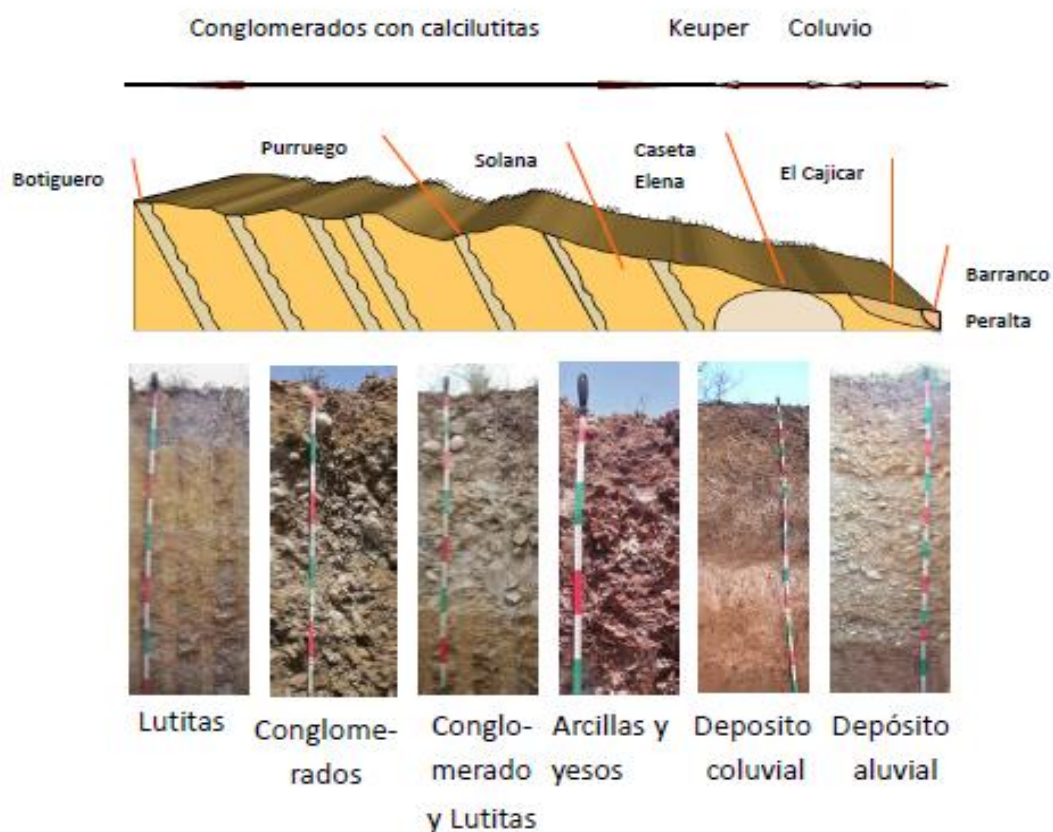 Conglomerados con calcilutitas Keuper Coluvio
Botiguero
Purruego
Solana
Caseta
Elena
El Cajicar
Barranco
Peralta
Lutitas
Conglome-
rados
Conglo-
merado
y Lutitas
Arcillas y
yesos
Deposito
coluvial
Depósito
aluvial